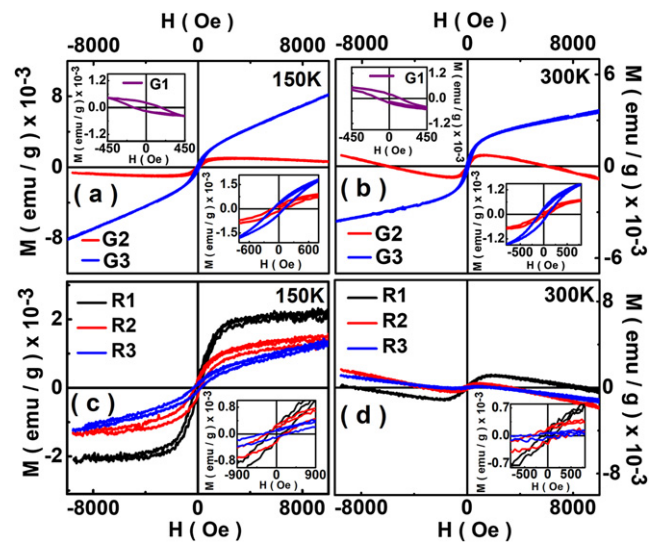 H ( Oe )
H ( Oe )
-8000 0 8000
-8000 0 8000
M ( emu / g ) x 10⁻³
8
0
-8
150K
( a )
G2
G3
M ( emu / g ) x 10⁻³
1.2
0.0
-1.2
G1
-450 0 450
H ( Oe )
M ( emu / g ) x 10⁻³
1.5
0.0
-1.5
-600 0 600
H ( Oe )
300K
( b )
G2
G3
M ( emu / g ) x 10⁻³
6
0
-6
G1
M ( emu / g ) x 10⁻³
1.2
0.0
-1.2
-450 0 450
H ( Oe )
M ( emu / g ) x 10⁻³
1.2
0.0
-1.2
-500 0 500
H ( Oe )
M ( emu / g ) x 10⁻³
2
0
-2
R1
R2
R3
150K
( c )
M ( emu / g ) x 10⁻³
0.8
0.0
-0.8
-900 0 900
H ( Oe )
R1
R2
R3
300K
( d )
M ( emu / g ) x 10⁻³
8
0
-8
M ( emu / g ) x 10⁻³
0.7
0.0
-0.7
-500 0 500
H ( Oe )
-8000 0 8000
-8000 0 8000
H ( Oe )
H ( Oe )